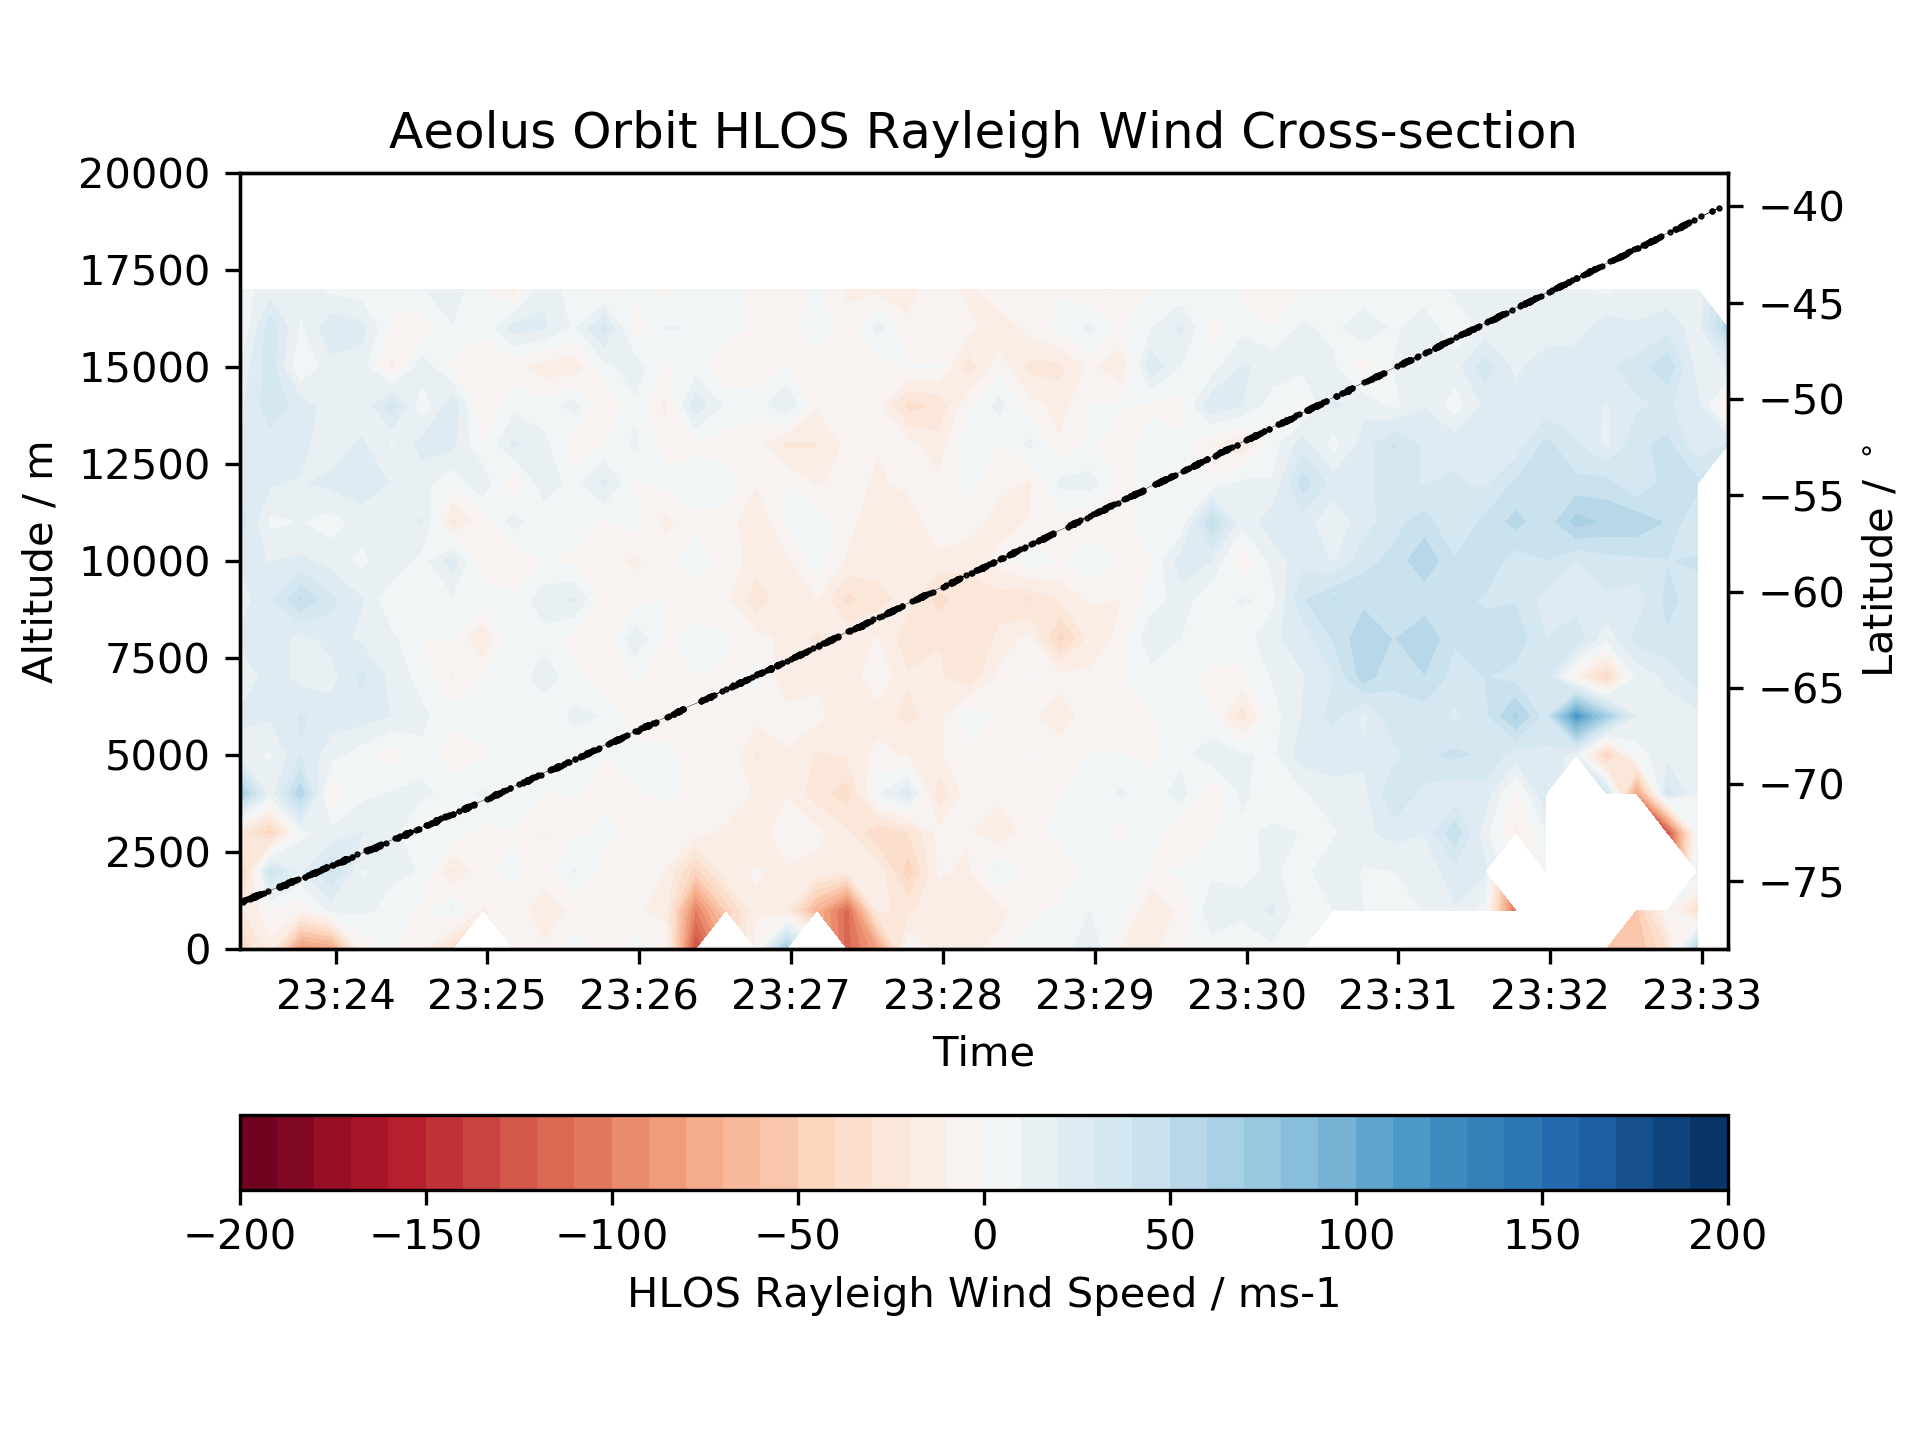 Aeolus Orbit HLOS Rayleigh Wind Cross-section
20000
17500
15000
12500
10000
7500
5000
2500
0
Altitude / m
−40
−45
−50
−55
−60
−65
−70
−75
Latitude / °
23:24 23:25 23:26 23:27 23:28 23:29 23:30 23:31 23:32 23:33
Time
−200 −150 −100 −50 0 50 100 150 200
HLOS Rayleigh Wind Speed / ms-1